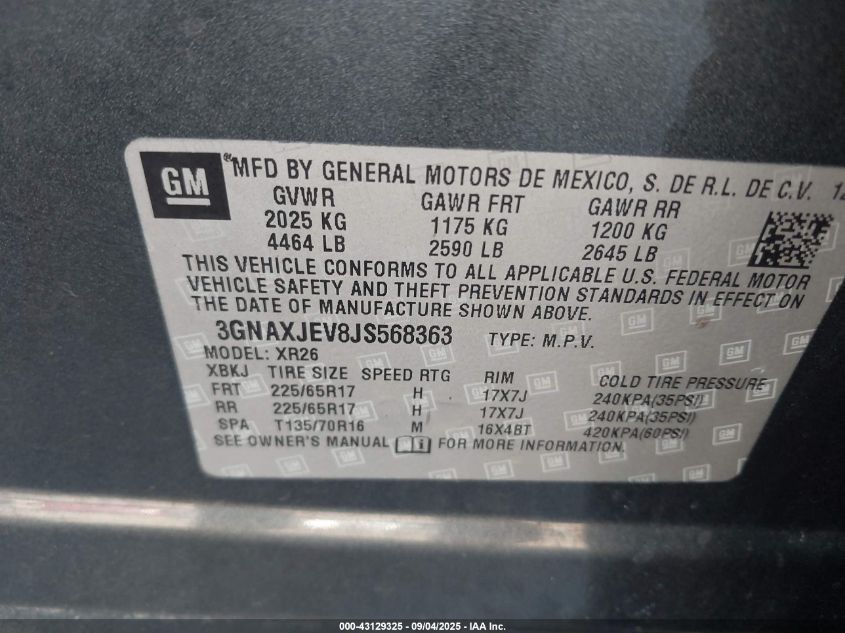 GM
® MFD BY GENERAL MOTORS DE MEXICO, S. DE R.L. DE C.V. 12
GVWR GAWR FRT GAWR RR
2025 KG 1175 KG 1200 KG
4464 LB 2590 LB 2645 LB
THIS VEHICLE CONFORMS TO ALL APPLICABLE U.S. FEDERAL MOTOR
VEHICLE SAFETY AND THEFT PREVENTION STANDARDS IN EFFECT ON
THE DATE OF MANUFACTURE SHOWN ABOVE.
3GNAXJEV8JS568363 TYPE: M.P.V.
MODEL: XR26
XBKJ TIRE SIZE SPEED RTG RIM COLD TIRE PRESSURE
FRT 225/65R17 H 17X7J 240KPA(35PSI)
RR 225/65R17 H 17X7J 240KPA(35PSI)
SPA T135/70R16 M 16X4BT 420KPA(60PSI)
SEE OWNER'S MANUAL FOR MORE INFORMATION.
000-43129325 - 09/04/2025 - IAA Inc.